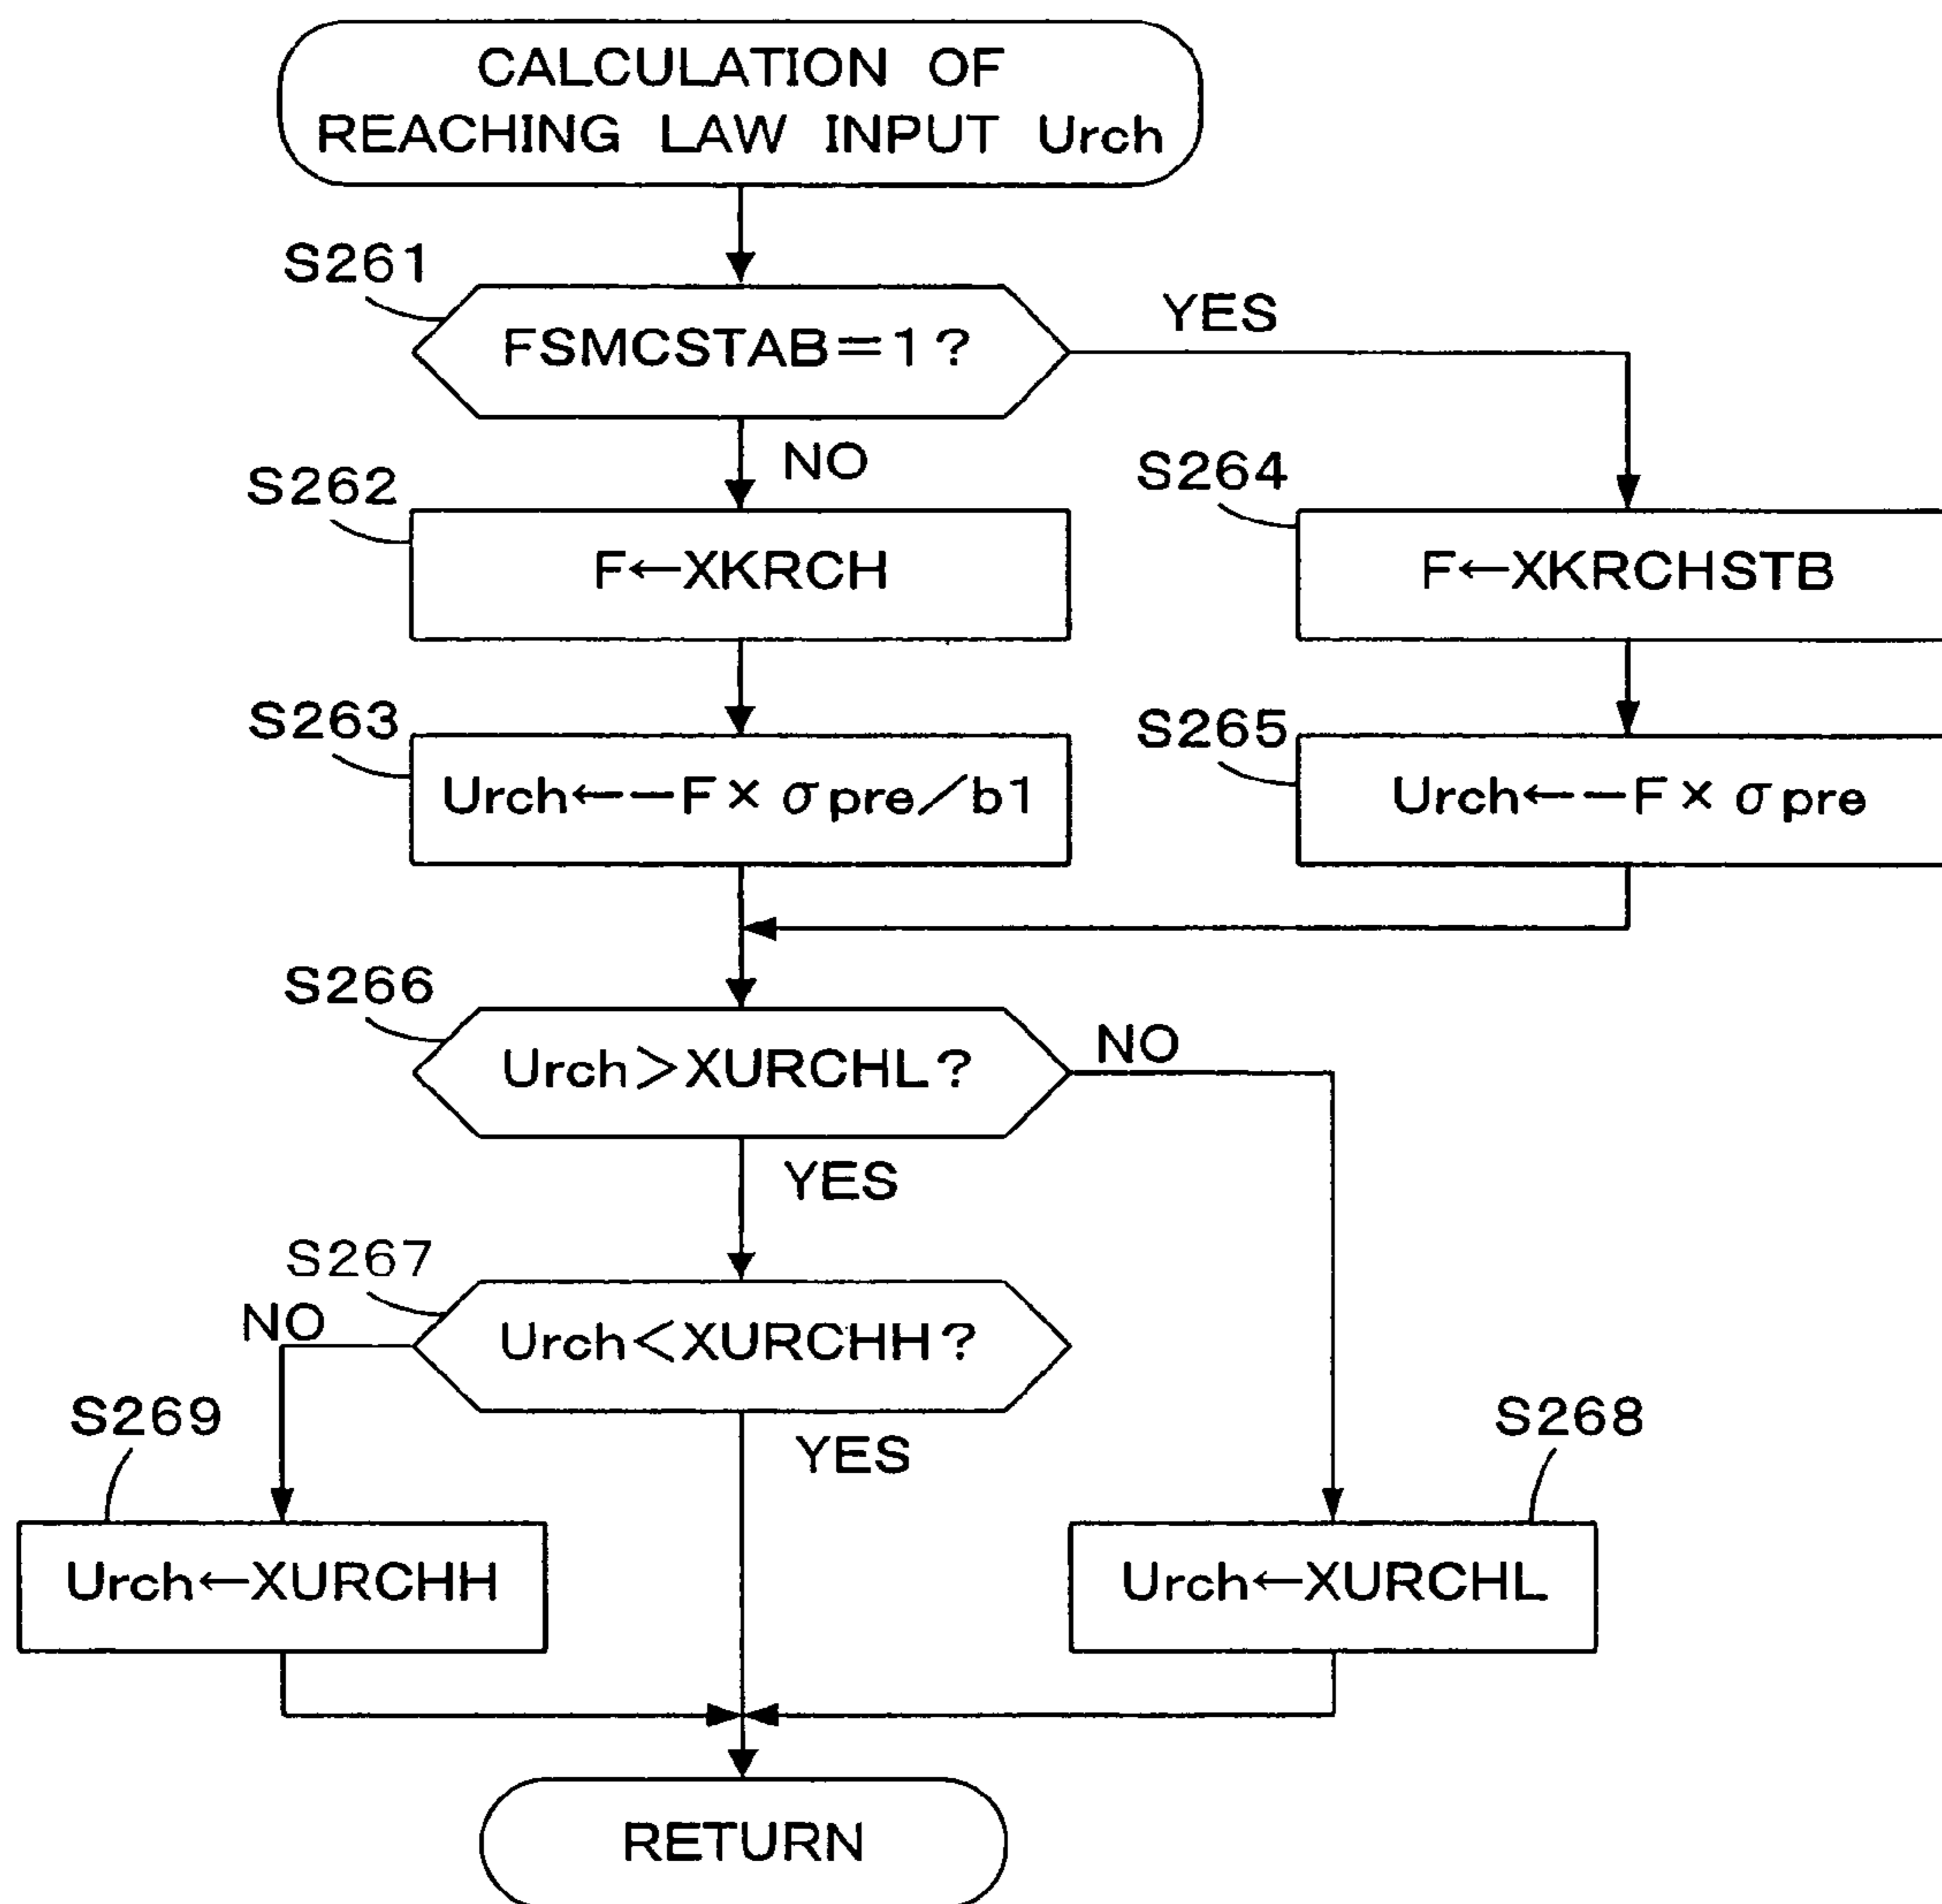 CALCULATION OF
REACHING LAW INPUT Urch
S261
FSMCSTAB=1?
YES
NO
S262
F←XKRCH
S264
F←XKRCHSTB
S263
Urch←−F×σpre/b1
S265
Urch←−F×σpre
S266
Urch>XURCHL?
NO
YES
S267
Urch<XURCHH?
NO
YES
S269
Urch←XURCHH
S268
Urch←XURCHL
RETURN